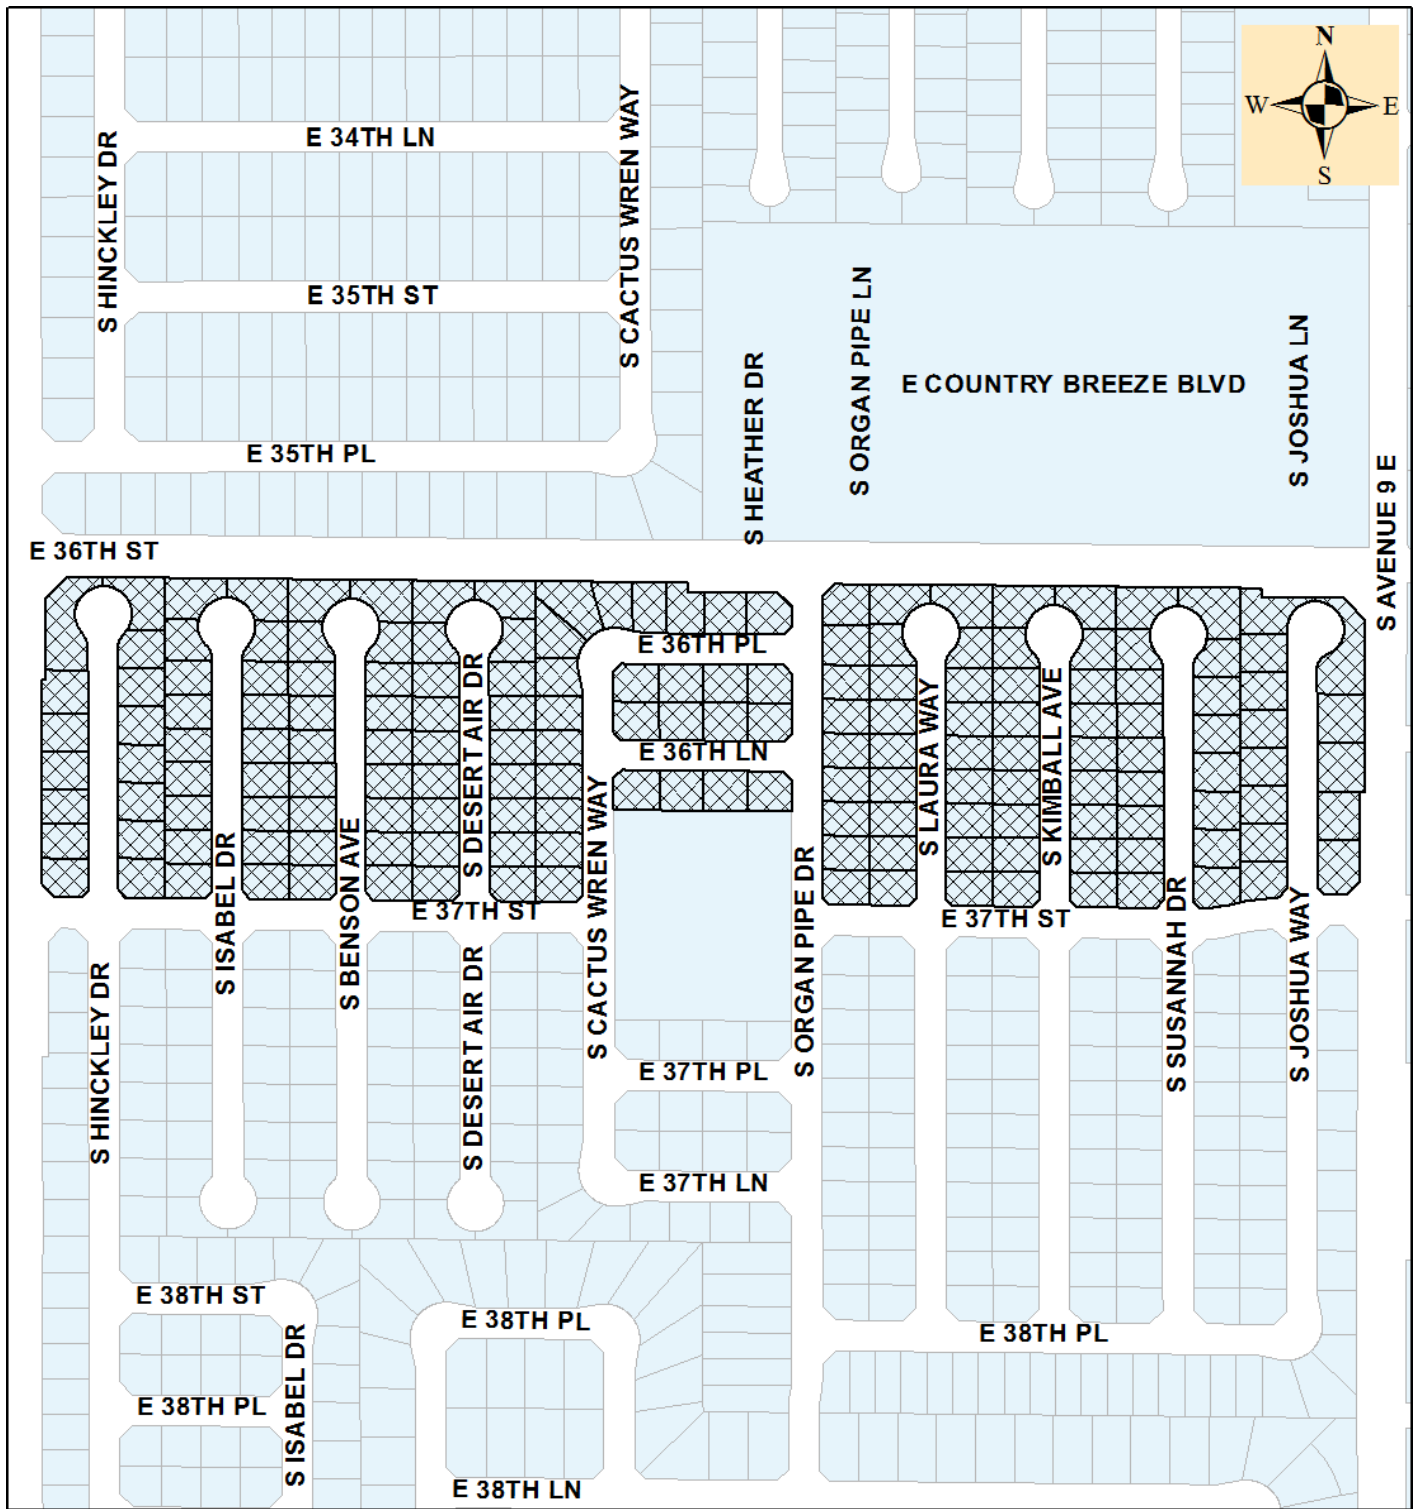 N
W
E
S
E 34TH LN
S HINCKLEY DR
S CACTUS WREN WAY
E 35TH ST
S ORGAN PIPE LN
S JOSHUA LN
S HEATHER DR
E COUNTRY BREEZE BLVD
E 35TH PL
S AVENUE 9 E
E 36TH ST
E 36TH PL
S DESERT AIR DR
S LAURA WAY
S KIMBALL AVE
E 36TH LN
S CACTUS WREN WAY
S ISABEL DR
S BENSON AVE
S ORGAN PIPE DR
S SUSANNAH DR
S JOSHUA WAY
E 37TH ST
E 37TH ST
S HINCKLEY DR
S DESERT AIR DR
E 37TH PL
E 37TH LN
E 38TH ST
E 38TH PL
E 38TH PL
S ISABEL DR
E 38TH PL
E 38TH LN